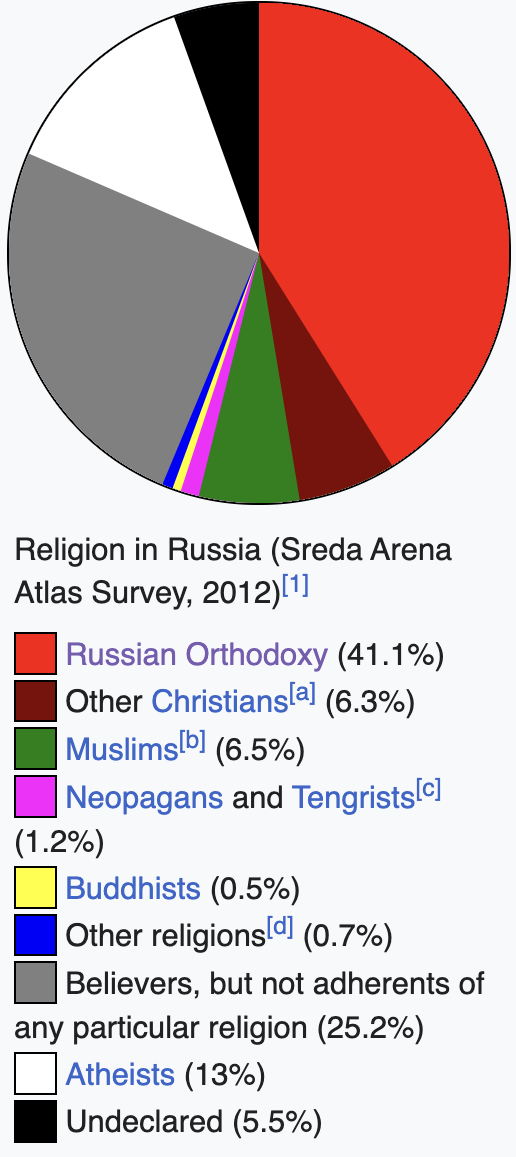 Religion in Russia (Sreda Arena
Atlas Survey, 2012)[1]
Russian Orthodoxy (41.1%)
Other Christians[a] (6.3%)
Muslims[b] (6.5%)
Neopagans and Tengrists[c]
(1.2%)
Buddhists (0.5%)
Other religions[d] (0.7%)
Believers, but not adherents of
any particular religion (25.2%)
Atheists (13%)
Undeclared (5.5%)